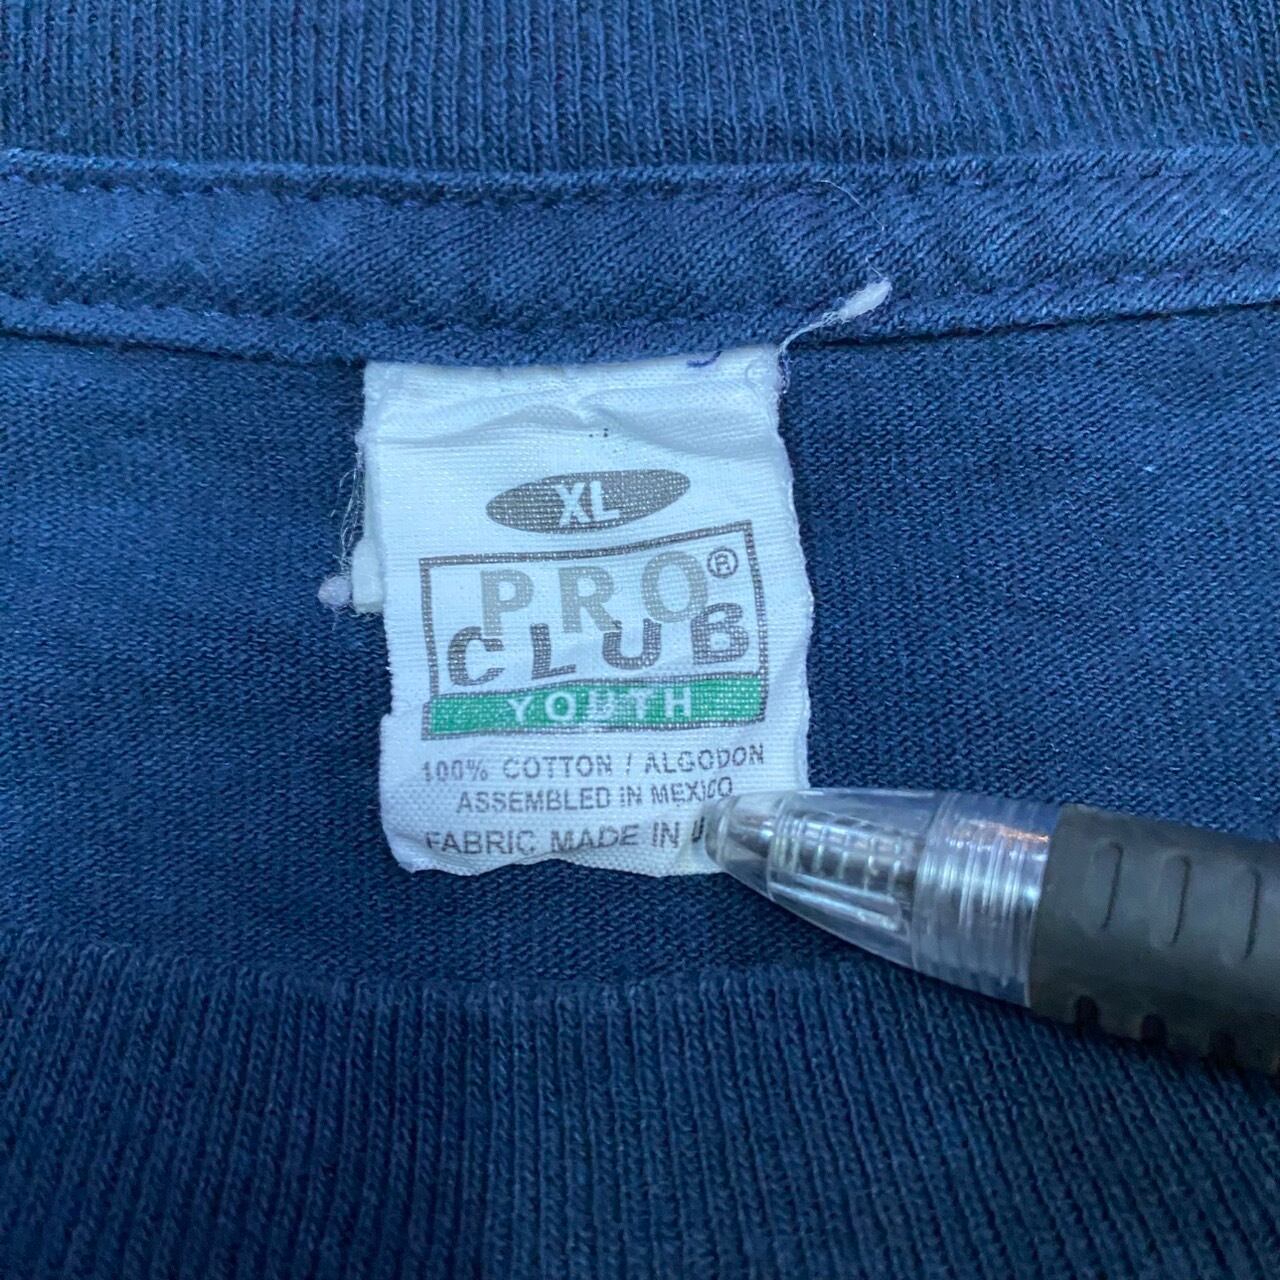 XL
PRO®
CLUB
YOUTH
100% COTTON / ALGODON
ASSEMBLED IN MEXICO
FABRIC MADE IN